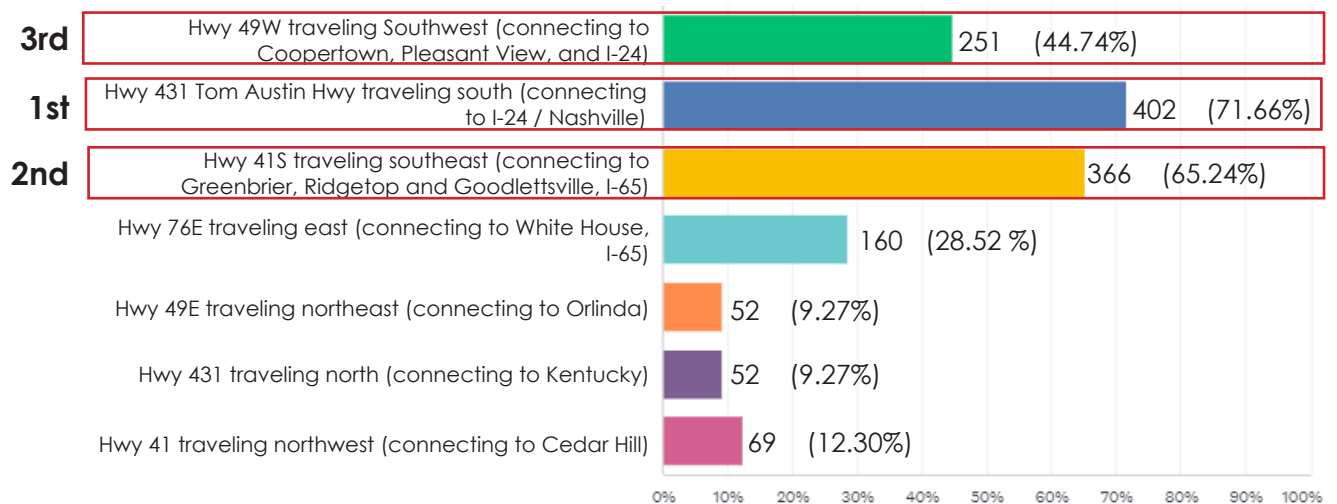 3rd
Hwy 49W traveling Southwest (connecting to
Coopertown, Pleasant View, and I-24)
251 (44.74%)
1st
Hwy 431 Tom Austin Hwy traveling south (connecting
to I-24 / Nashville)
402 (71.66%)
2nd
Hwy 41S traveling southeast (connecting to
Greenbrier, Ridgetop and Goodlettsville, I-65)
366 (65.24%)
Hwy 76E traveling east (connecting to White House,
I-65)
160 (28.52 %)
Hwy 49E traveling northeast (connecting to Orlinda)
52 (9.27%)
Hwy 431 traveling north (connecting to Kentucky)
52 (9.27%)
Hwy 41 traveling northwest (connecting to Cedar Hill)
69 (12.30%)
0% 10% 20% 30% 40% 50% 60% 70% 80% 90% 100%